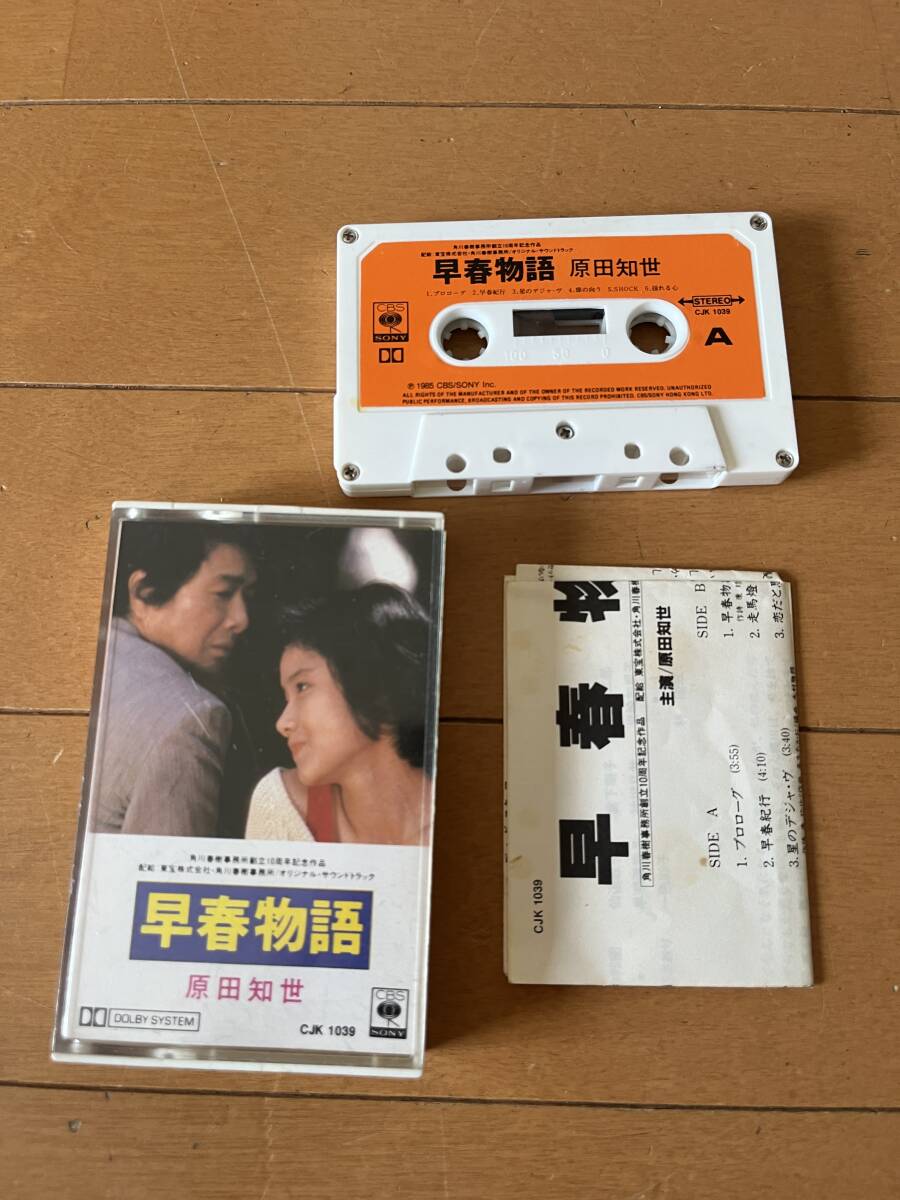 角川春樹事務所創立10周年記念作品
配給 東宝株式会社・角川春樹事務所/オリジナル・サウンドトラック
早春物語 原田知世
1.プロローグ 2.早春紀行 3.星のデジャ・ヴ 4.扉の向う 5.SHOCK 6.揺れる心
CBS
SONY
STEREO
CJK 1039
A
100 50 0
℗ 1985 CBS/SONY Inc.
ALL RIGHTS OF THE MANUFACTURER AND OF THE OWNER OF THE RECORDED WORK RESERVED. UNAUTHORIZED
PUBLIC PERFORMANCE, BROADCASTING AND COPYING OF THIS RECORD PROHIBITED. CBS/SONY HONG KONG LTD.
角川春樹事務所創立10周年記念作品
配給 東宝株式会社・角川春樹事務所/オリジナル・サウンドトラック
早春物語
原田知世
DOLBY SYSTEM
CJK 1039
CBS
SONY
CJK 1039
早春物
角川春樹事務所創立10周年記念作品 配給 東宝株式会社・角川春樹
主演/原田知世
SIDE A
1. プロローグ (3:55)
2. 早春紀行 (4:10)
3. 星のデジャ・ヴ (3:40)
SIDE B
1. 早春物
2. 走馬燈
3. 恋だと